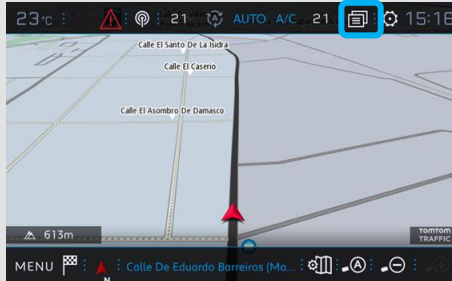 23°C 21 AUTO A/C 21 15:16
Calle El Santo De La Isidra
Calle El Caserio
Calle El Asombro De Damasco
613m
TOMTOM
TRAFFIC
MENU N Calle De Eduardo Barreiros (Ma... A